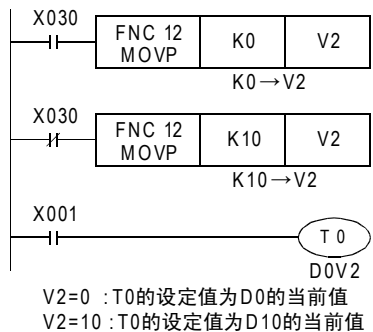 X030
FNC 12 MOVP K0 V2
K0→V2
X030
FNC 12 MOVP K10 V2
K10→V2
X001
T0
D0V2
V2=0 :T0的设定值为D0的当前值
V2=10 :T0的设定值为D10的当前值